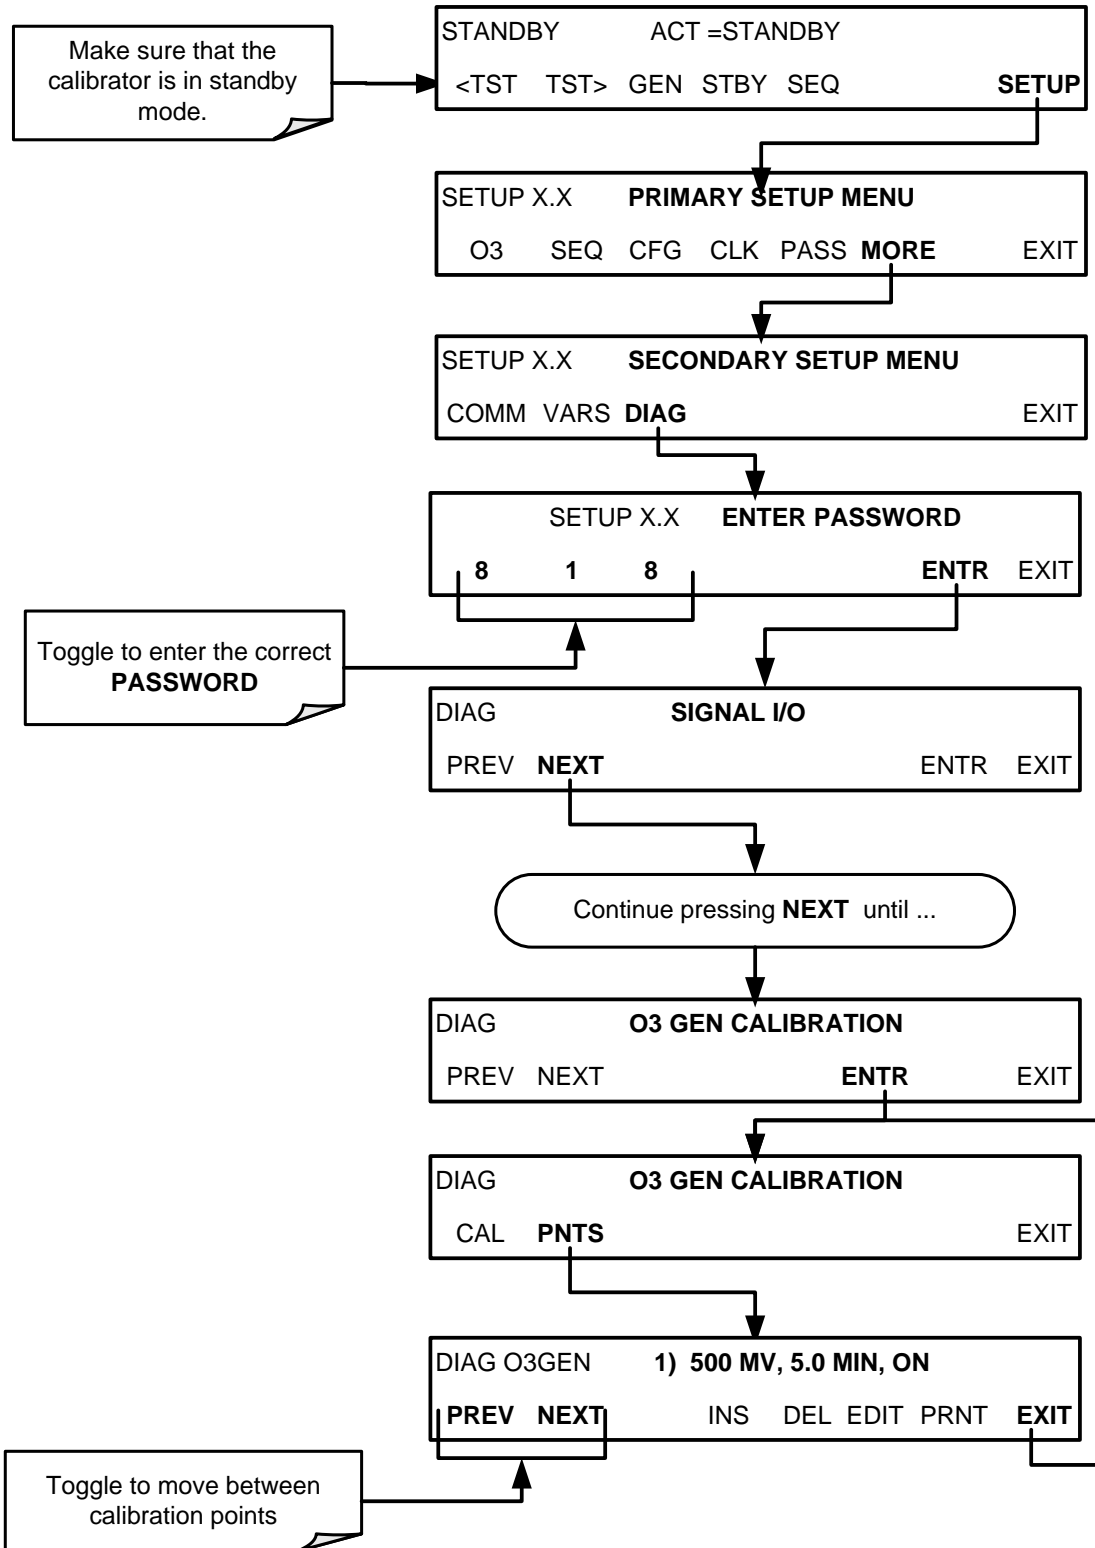 Make sure that the
calibrator is in standby
mode.
STANDBY ACT =STANDBY
<TST TST> GEN STBY SEQ SETUP
SETUP X.X PRIMARY SETUP MENU
O3 SEQ CFG CLK PASS MORE EXIT
SETUP X.X SECONDARY SETUP MENU
COMM VARS DIAG EXIT
SETUP X.X ENTER PASSWORD
8 1 8 ENTR EXIT
Toggle to enter the correct
PASSWORD
DIAG SIGNAL I/O
PREV NEXT ENTR EXIT
Continue pressing NEXT until ...
DIAG O3 GEN CALIBRATION
PREV NEXT ENTR EXIT
DIAG O3 GEN CALIBRATION
CAL PNTS EXIT
DIAG O3GEN 1) 500 MV, 5.0 MIN, ON
PREV NEXT INS DEL EDIT PRNT EXIT
Toggle to move between
calibration points